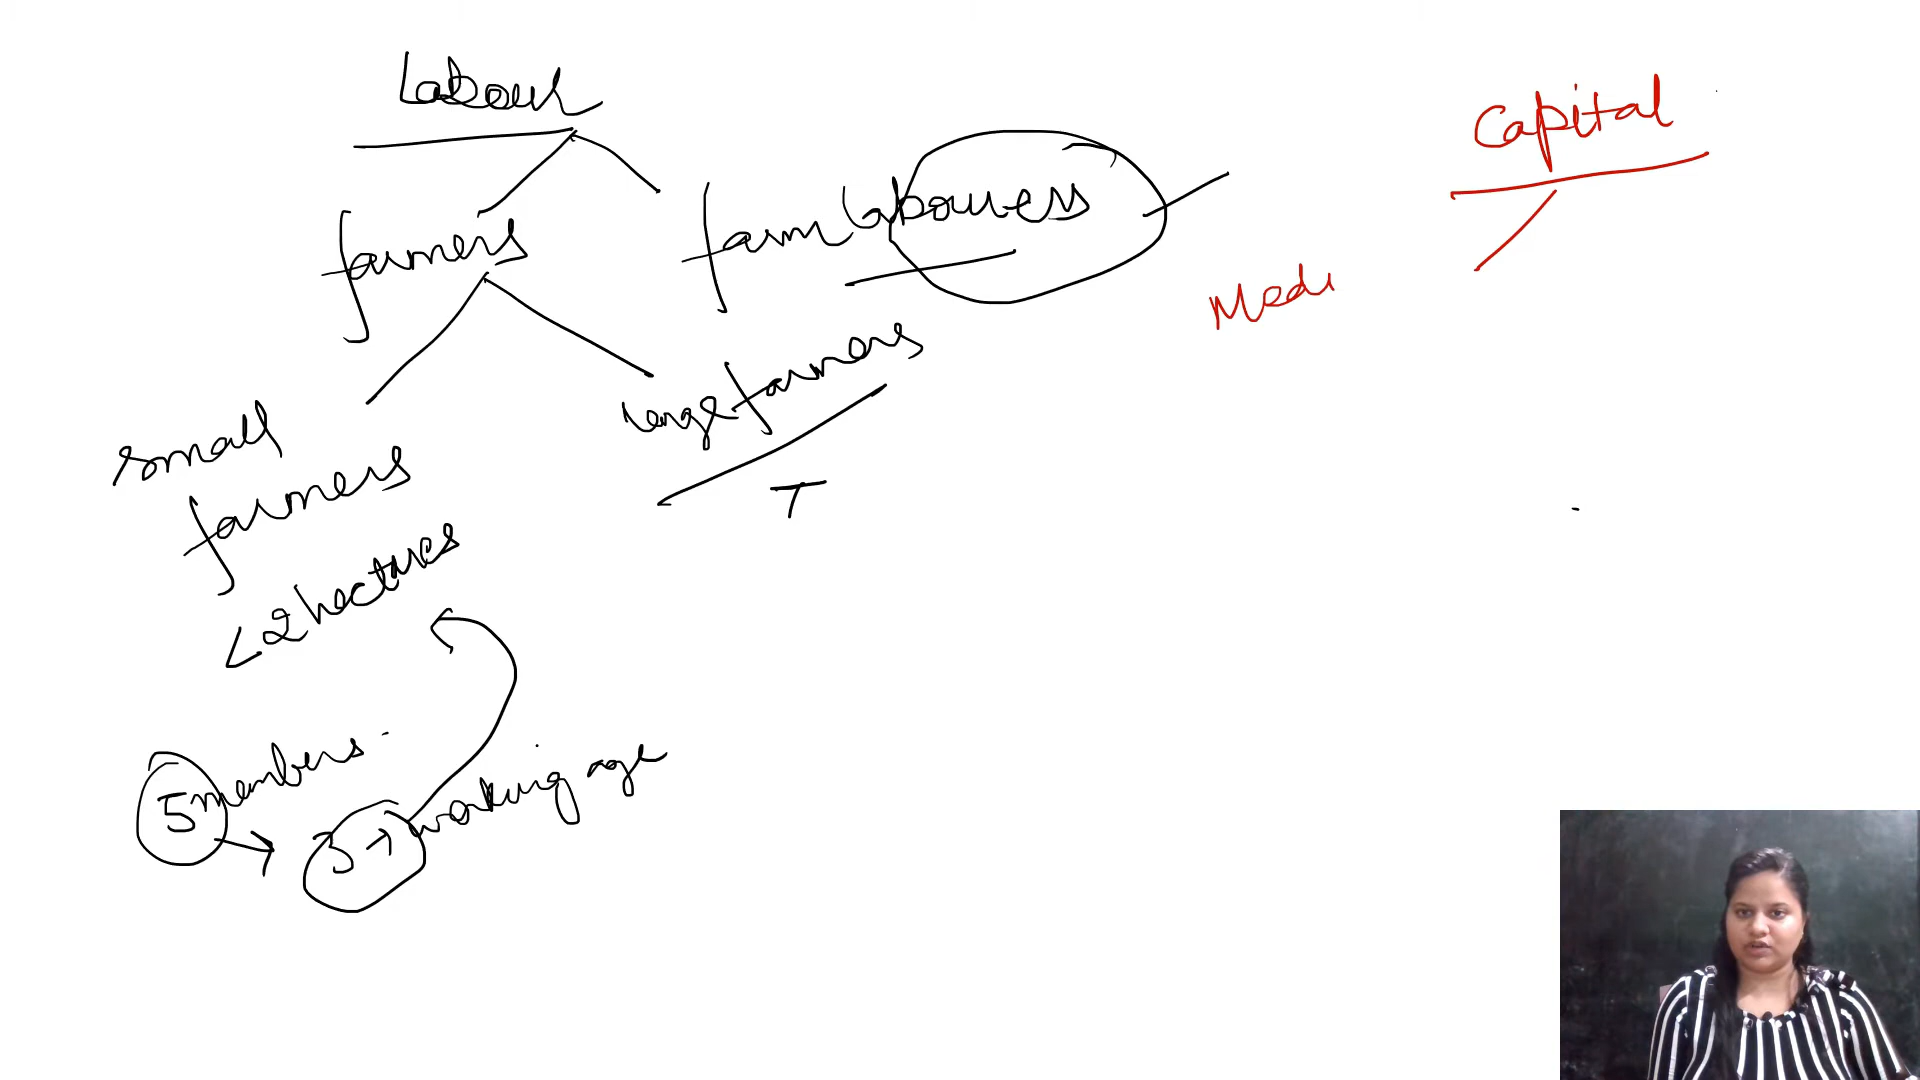 Labour
Capital
farmers
farm labourers
Medi
large farmers
small
farmers
T
<2 hectares
5 members
3 → working age